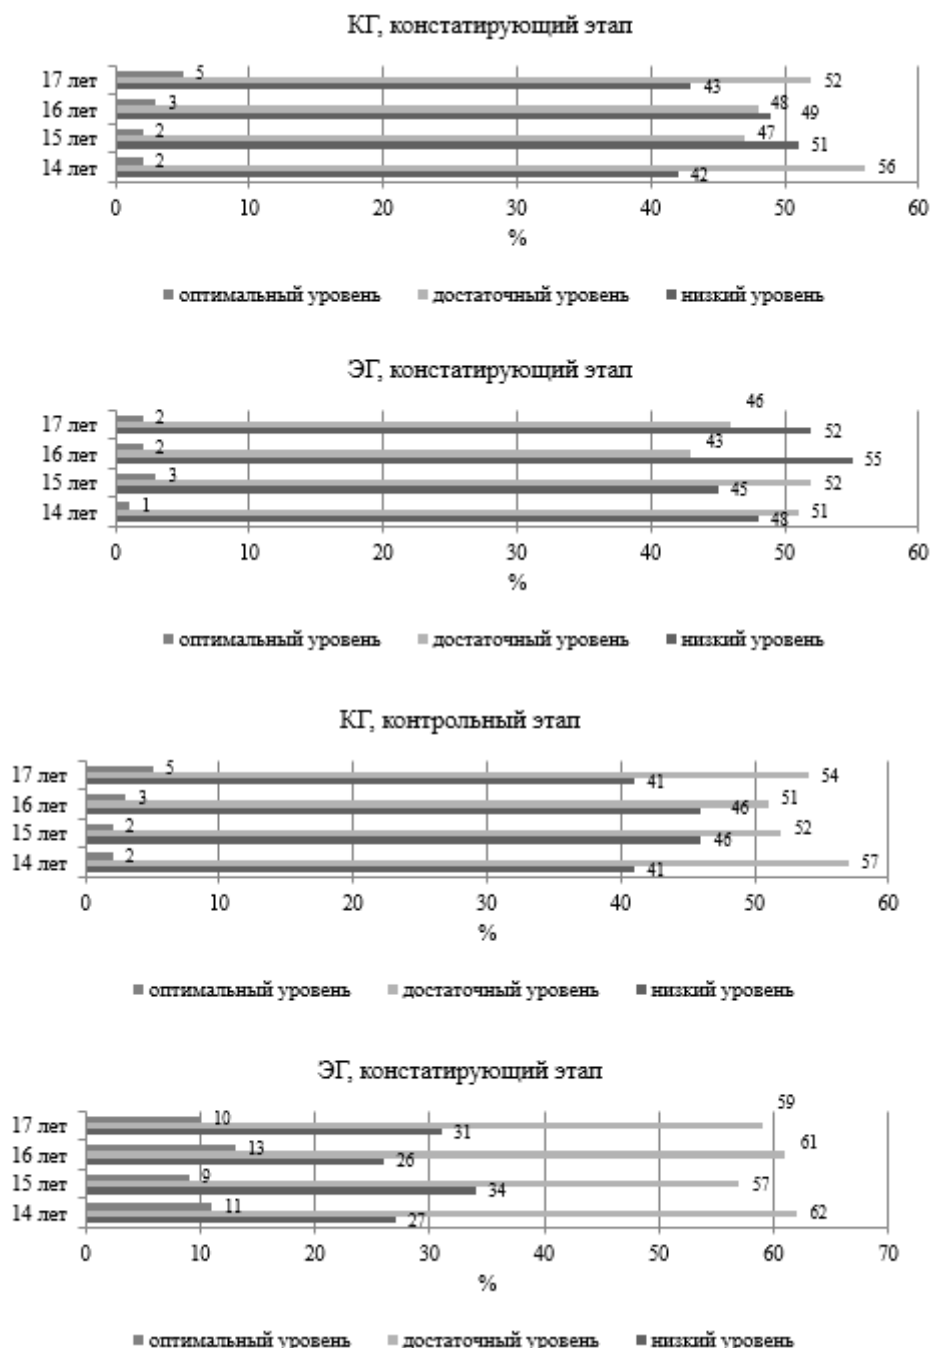 КГ, констатирующий этап
17 лет 5 52 43
16 лет 3 48 49
15 лет 2 47 51
14 лет 2 56 42
0 10 20 30 40 50 60
%
оптимальный уровень достаточный уровень низкий уровень
ЭГ, констатирующий этап
17 лет 2 46 52
16 лет 2 43 55
15 лет 3 52 45
14 лет 1 51 48
0 10 20 30 40 50 60
%
оптимальный уровень достаточный уровень низкий уровень
КГ, контрольный этап
17 лет 5 54 41
16 лет 3 51 46
15 лет 2 52 46
14 лет 2 57 41
0 10 20 30 40 50 60
%
оптимальный уровень достаточный уровень низкий уровень
ЭГ, констатирующий этап
17 лет 10 59 31
16 лет 13 61 26
15 лет 9 57 34
14 лет 11 62 27
0 10 20 30 40 50 60 70
%
оптимальный уровень достаточный уровень низкий уровень